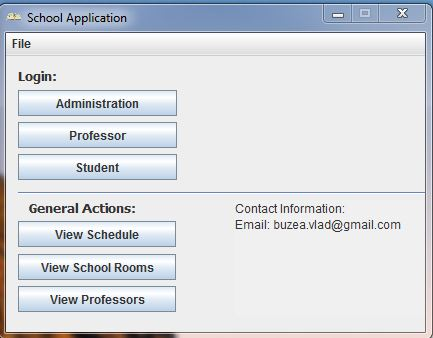 School Application
File
Login:
Administration
Professor
Student
General Actions:
View Schedule
View School Rooms
View Professors
Contact Information:
Email: buzea.vlad@gmail.com